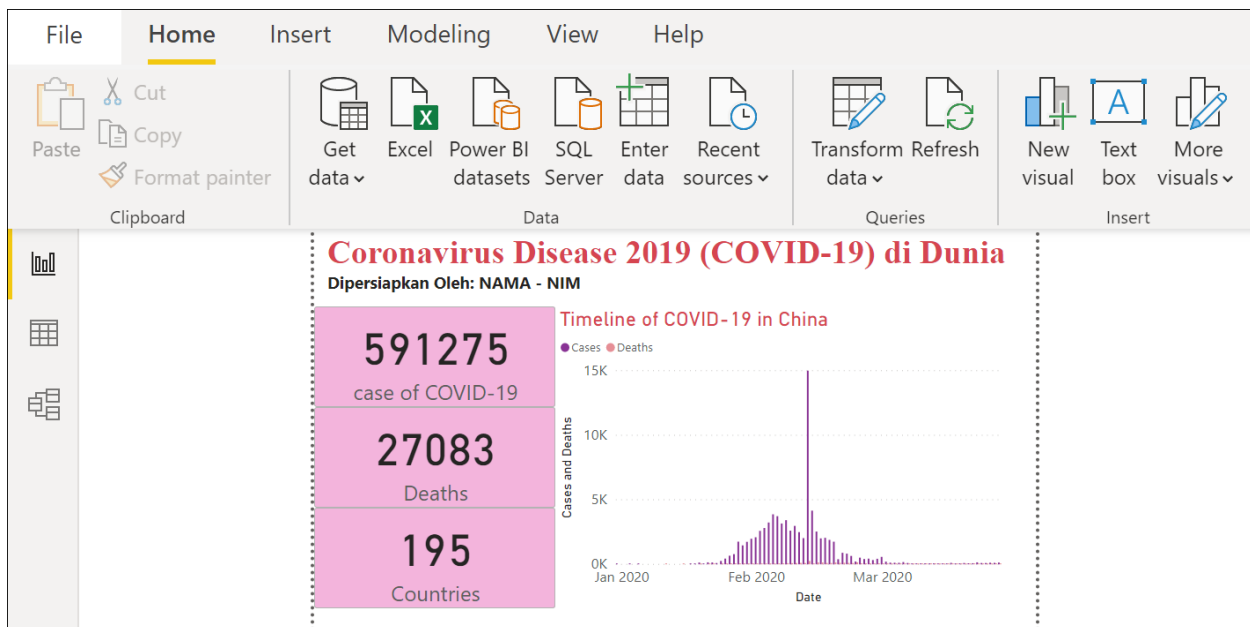 File Home Insert Modeling View Help
Paste
Cut
Copy
Format painter
Clipboard
Get data
Excel
Power BI datasets
SQL Server
Enter data
Recent sources
Data
Transform data
Refresh
Queries
New visual
Text box
More visuals
Insert
Coronavirus Disease 2019 (COVID-19) di Dunia
Dipersiapkan Oleh: NAMA - NIM
591275
case of COVID-19
27083
Deaths
195
Countries
Timeline of COVID-19 in China
Cases Deaths
Cases and Deaths
15K
10K
5K
0K
Jan 2020 Feb 2020 Mar 2020
Date